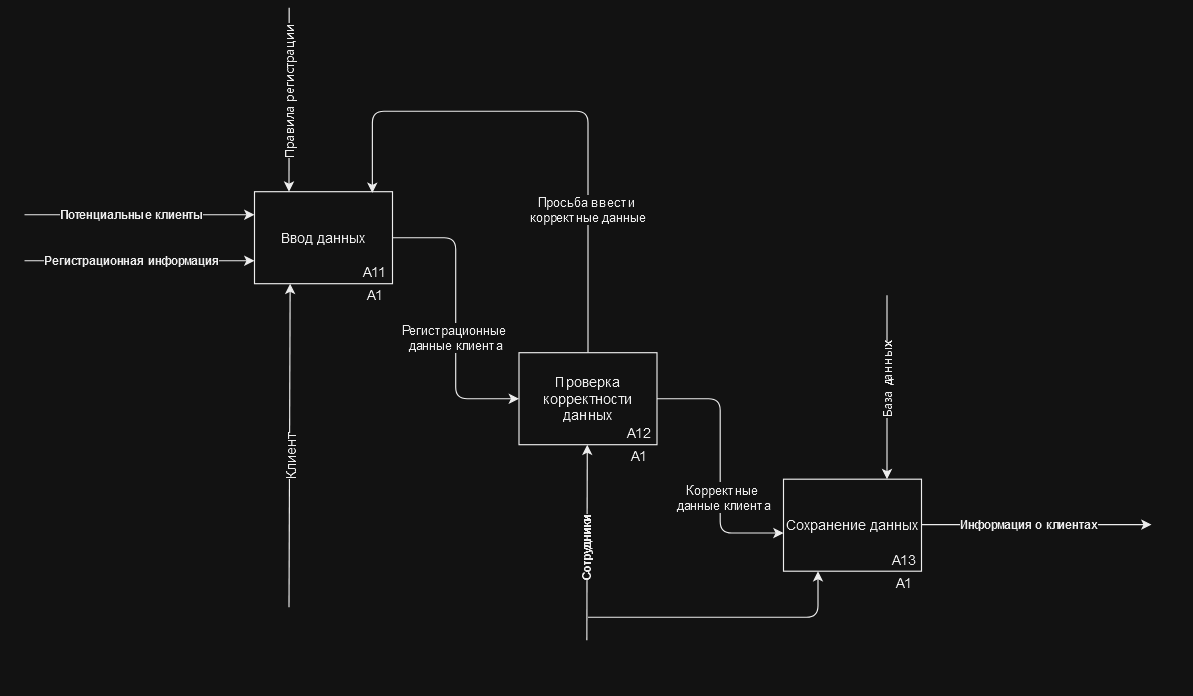 Правила регистрации
Просьба ввести
корректные данные
Потенциальные клиенты
Ввод данных
Регистрационная информация
A11
A1
Регистрационные
данные клиента
База данных
Проверка
корректности
данных
A12
A1
Клиент
Корректные
данные клиента
Сотрудники
Сохранение данных
Информация о клиентах
A13
A1